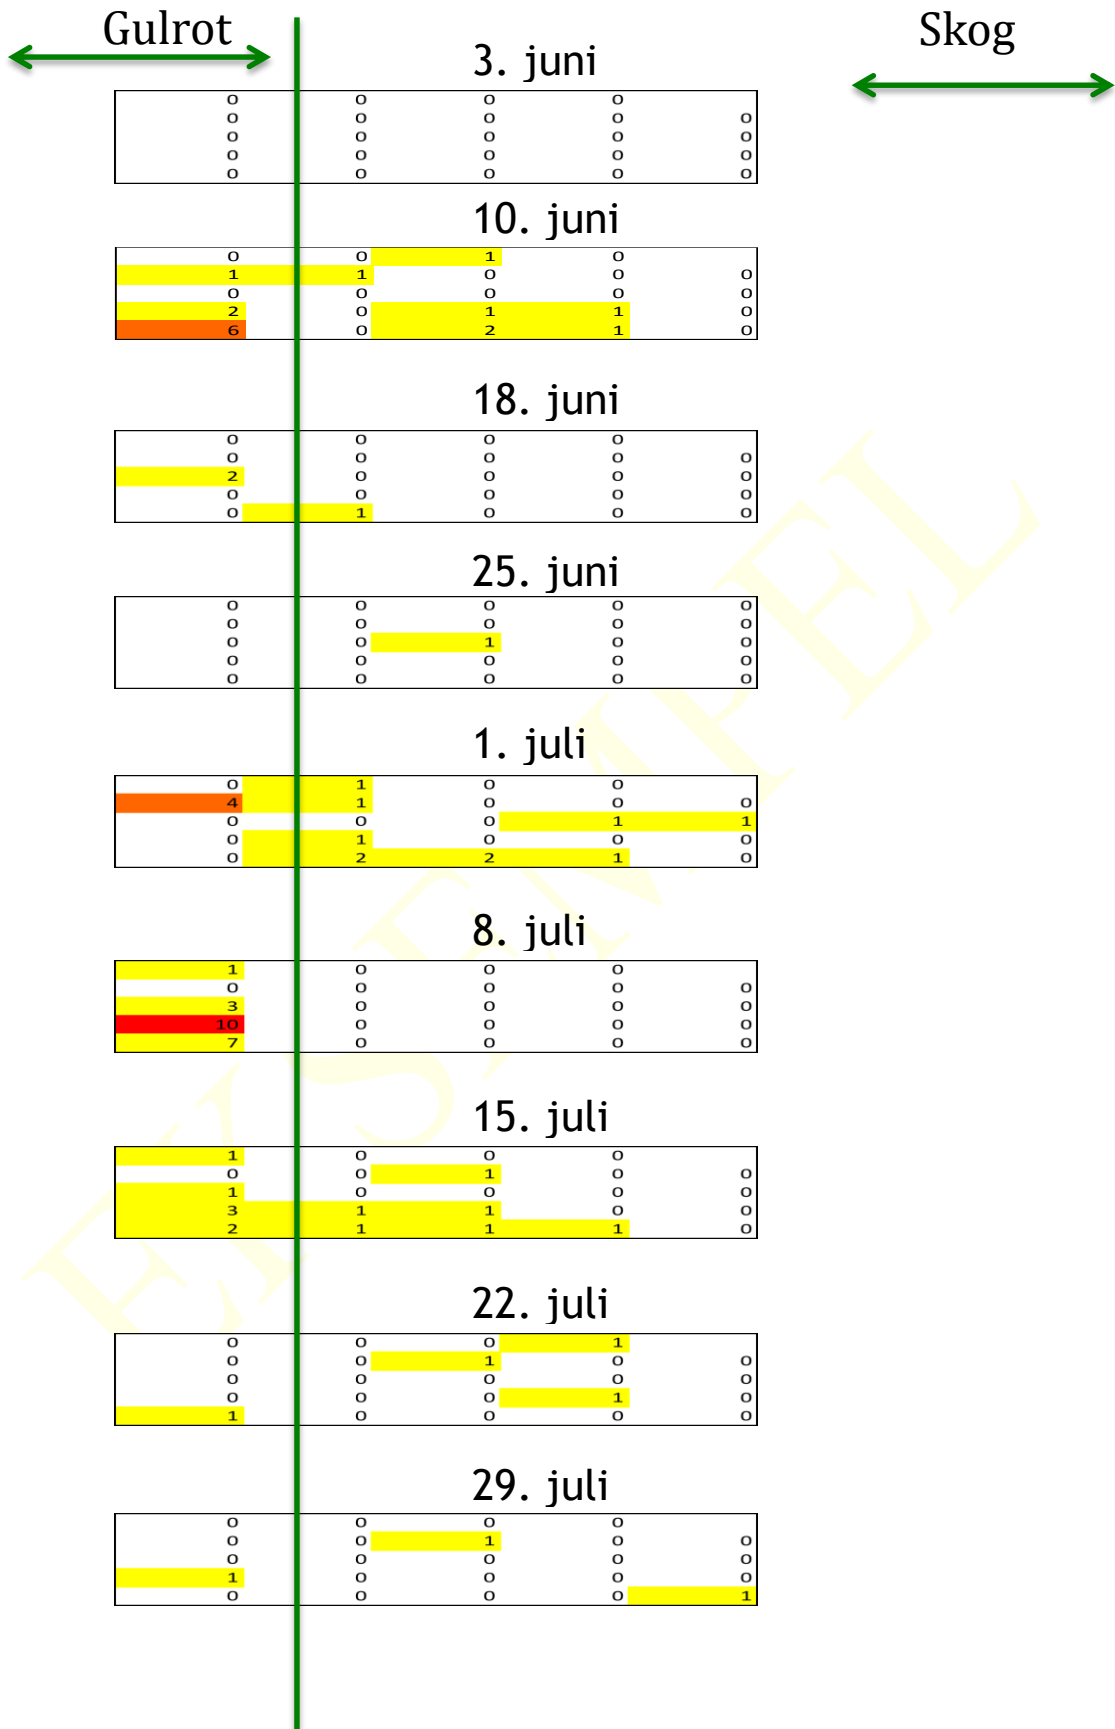 Gulrot
Skog
3. juni
0 0 0 0
0 0 0 0 0
0 0 0 0 0
0 0 0 0 0
0 0 0 0 0
10. juni
0 0 1 0
1 1 0 0 0
0 0 0 0 0
2 0 1 1 0
6 0 2 1 0
18. juni
0 0 0 0
0 0 0 0 0
2 0 0 0 0
0 0 0 0 0
0 1 0 0 0
25. juni
0 0 0 0 0
0 0 0 0 0
0 0 1 0 0
0 0 0 0 0
0 0 0 0 0
1. juli
0 1 0 0
4 1 0 0 0
0 0 0 1 1
0 1 0 0 0
0 2 2 1 0
8. juli
1 0 0 0
0 0 0 0 0
3 0 0 0 0
10 0 0 0 0
7 0 0 0 0
15. juli
1 0 0 0
0 0 1 0 0
1 0 0 0 0
3 1 1 0 0
2 1 1 1 0
22. juli
0 0 0 1
0 0 1 0 0
0 0 0 0 0
0 0 0 1 0
1 0 0 0 0
29. juli
0 0 0 0
0 0 1 0 0
0 0 0 0 0
1 0 0 0 0
0 0 0 0 1
EKSEMPEL